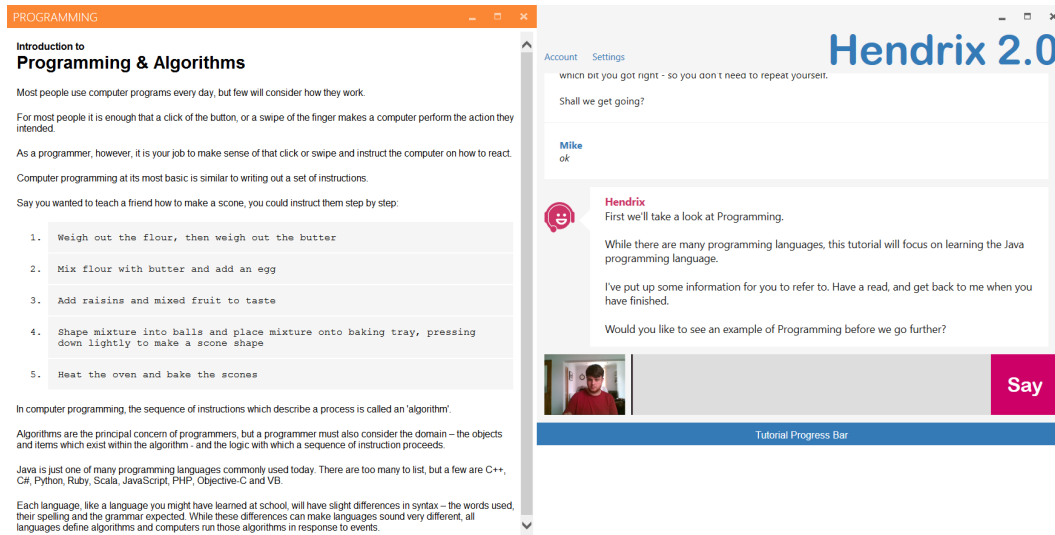 PROGRAMMING
Introduction to
Programming & Algorithms
Most people use computer programs every day, but few will consider how they work.
For most people it is enough that a click of the button, or a swipe of the finger makes a computer perform the action they
intended.
As a programmer, however, it is your job to make sense of that click or swipe and instruct the computer on how to react.
Computer programming at its most basic is similar to writing out a set of instructions.
Say you wanted to teach a friend how to make a scone, you could instruct them step by step:
1. Weigh out the flour, then weigh out the butter
2. Mix flour with butter and add an egg
3. Add raisins and mixed fruit to taste
4. Shape mixture into balls and place mixture onto baking tray, pressing
down lightly to make a scone shape
5. Heat the oven and bake the scones
In computer programming, the sequence of instructions which describe a process is called an 'algorithm'.
Algorithms are the principal concern of programmers, but a programmer must also consider the domain – the objects
and items which exist within the algorithm - and the logic with which a sequence of instruction proceeds.
Java is just one of many programming languages commonly used today. There are too many to list, but a few are C++,
C#, Python, Ruby, Scala, JavaScript, PHP, Objective-C and VB.
Each language, like a language you might have learned at school, will have slight differences in syntax – the words used,
their spelling and the grammar expected. While these differences can make languages sound very different, all
languages define algorithms and computers run those algorithms in response to events.
Account Settings
Hendrix 2.0
which bit you got right - so you don't need to repeat yourself.
Shall we get going?
Mike
ok
Hendrix
First we'll take a look at Programming.
While there are many programming languages, this tutorial will focus on learning the Java
programming language.
I've put up some information for you to refer to. Have a read, and get back to me when you
have finished.
Would you like to see an example of Programming before we go further?
Say
Tutorial Progress Bar